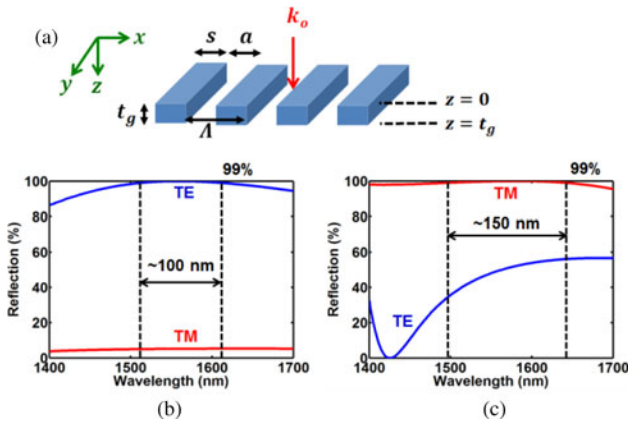 (a)
s a
k_o
x
y
z
t_g
Λ
z = 0
z = t_g
99%
TE
~100 nm
TM
Reflection (%)
100
80
60
40
20
0
1400 1500 1600 1700
Wavelength (nm)
(b)
99%
TM
~150 nm
TE
Reflection (%)
100
80
60
40
20
0
1400 1500 1600 1700
Wavelength (nm)
(c)